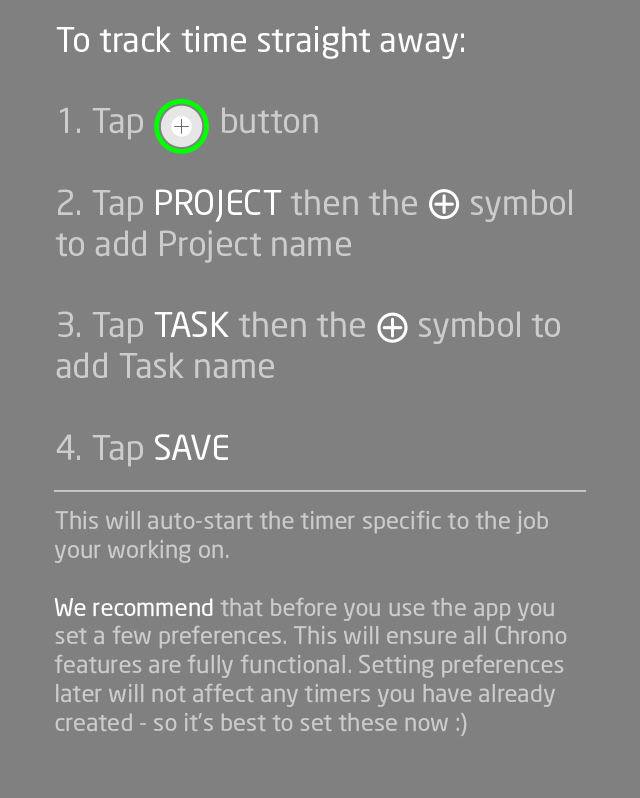 To track time straight away:
1. Tap + button
2. Tap PROJECT then the ⊕ symbol
to add Project name
3. Tap TASK then the ⊕ symbol to
add Task name
4. Tap SAVE
This will auto-start the timer specific to the job
your working on.
We recommend that before you use the app you
set a few preferences. This will ensure all Chrono
features are fully functional. Setting preferences
later will not affect any timers you have already
created - so it's best to set these now :)